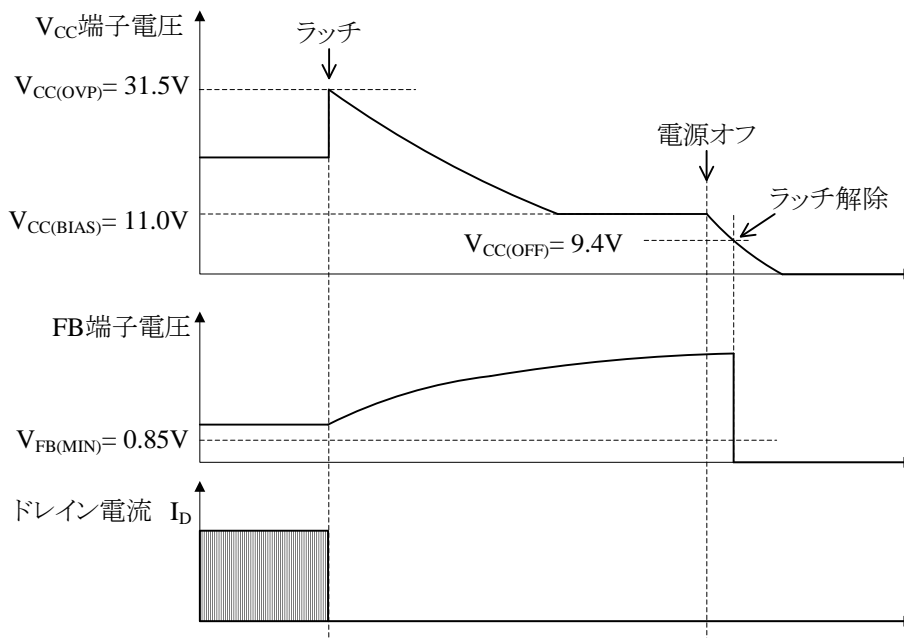 VCC端子電圧
ラッチ
VCC(OVP)= 31.5V
電源オフ
ラッチ解除
VCC(BIAS)= 11.0V
VCC(OFF)= 9.4V
FB端子電圧
VFB(MIN)= 0.85V
ドレイン電流 ID